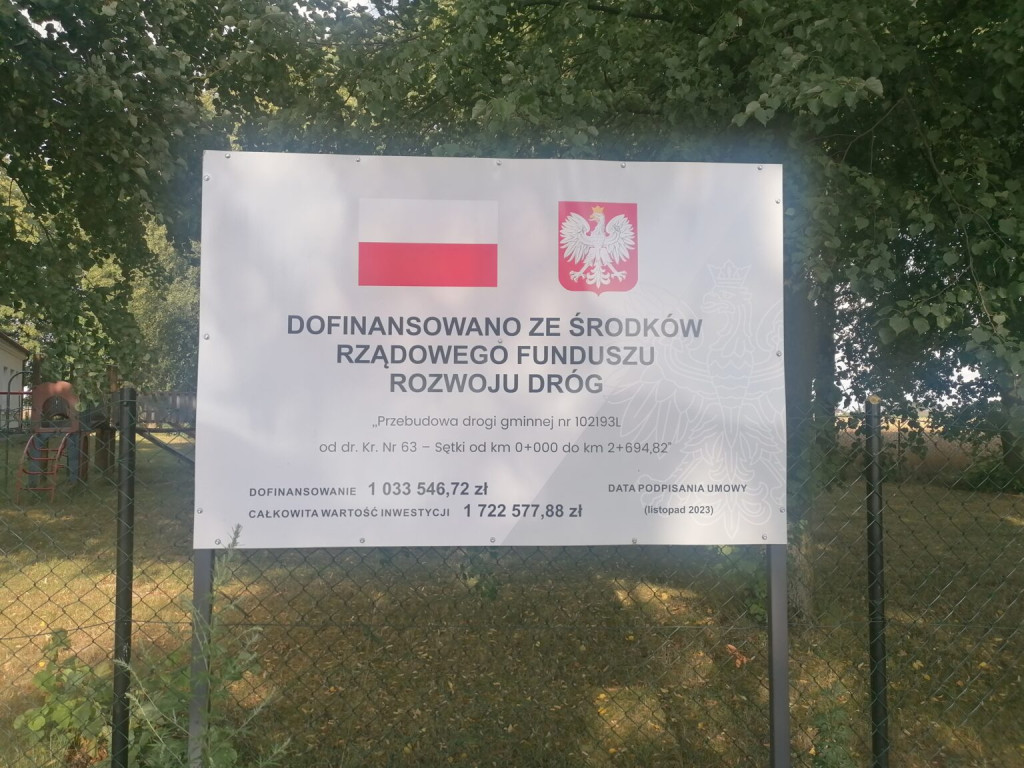 DOFINANSOWANO ZE ŚRODKÓW
RZĄDOWEGO FUNDUSZU
ROZWOJU DRÓG
„Przebudowa drogi gminnej nr 102193L
od dr. Kr. Nr 63 – Sętki od km 0+000 do km 2+694,82"
DOFINANSOWANIE 1 033 546,72 zł
CAŁKOWITA WARTOŚĆ INWESTYCJI 1 722 577,88 zł
DATA PODPISANIA UMOWY
(listopad 2023)